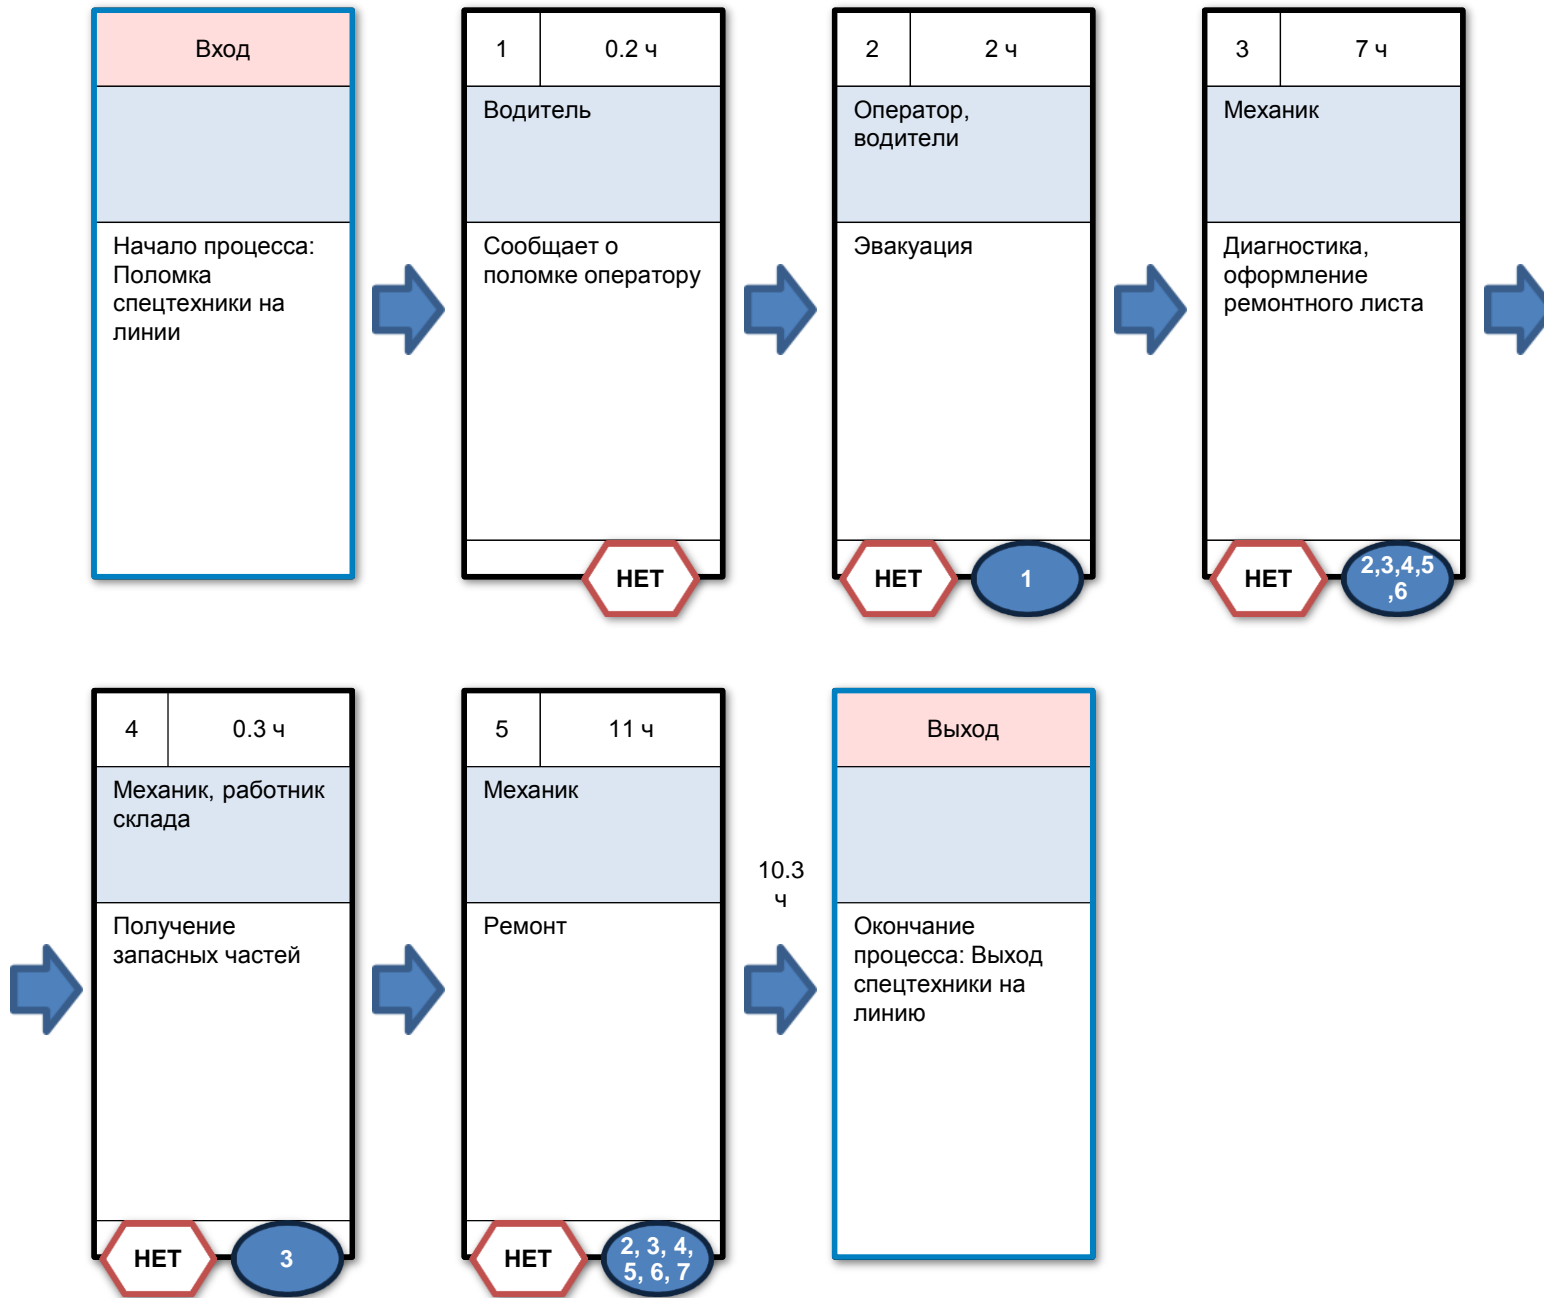 Вход
Начало процесса:
Поломка
спецтехники на
линии
1
0.2 ч
Водитель
Сообщает о
поломке оператору
НЕТ
2
2 ч
Оператор,
водители
Эвакуация
НЕТ
1
3
7 ч
Механик
Диагностика,
оформление
ремонтного листа
НЕТ
2,3,4,5
,6
4
0.3 ч
Механик, работник
склада
Получение
запасных частей
НЕТ
3
5
11 ч
Механик
Ремонт
НЕТ
2, 3, 4,
5, 6, 7
10.3
ч
Выход
Окончание
процесса: Выход
спецтехники на
линию